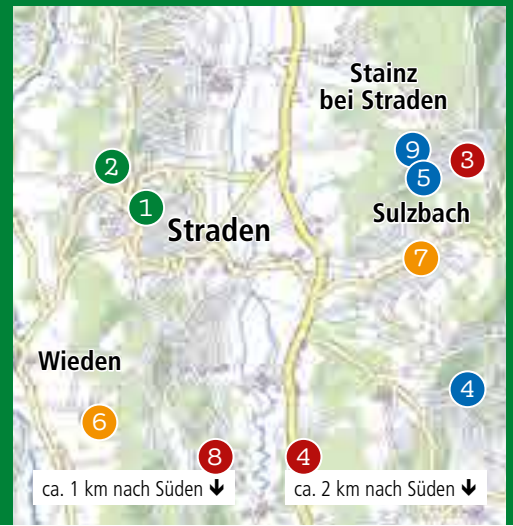 Stainz
bei Straden
9
3
2
5
1
Sulzbach
Straden
7
Wieden
4
6
8
4
ca. 1 km nach Süden 🡇
ca. 2 km nach Süden 🡇